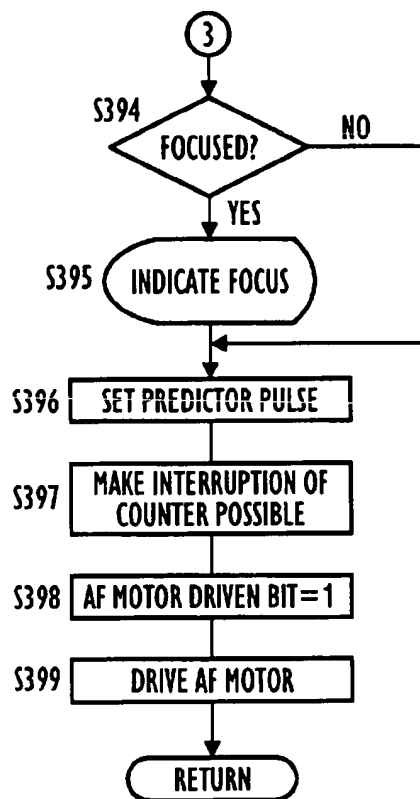 3
S394
FOCUSED?
NO
YES
S395
INDICATE FOCUS
S396
SET PREDICTOR PULSE
S397
MAKE INTERRUPTION OF
COUNTER POSSIBLE
S398
AF MOTOR DRIVEN BIT=1
S399
DRIVE AF MOTOR
RETURN